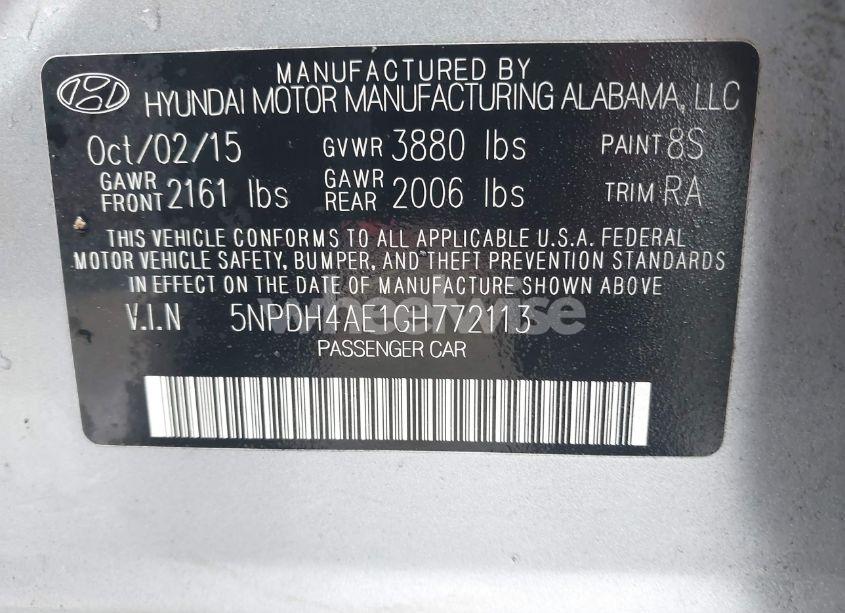 MANUFACTURED BY
HYUNDAI MOTOR MANUFACTURING ALABAMA, LLC
Oct/02/15 GVWR 3880 lbs PAINT 8S
GAWR FRONT 2161 lbs GAWR REAR 2006 lbs TRIM RA
THIS VEHICLE CONFORMS TO ALL APPLICABLE U.S.A. FEDERAL
MOTOR VEHICLE SAFETY, BUMPER, AND THEFT PREVENTION STANDARDS
IN EFFECT ON THE DATE OF MANUFACTURE SHOWN ABOVE
wheelwise
V.I.N 5NPDH4AE1GH772113
PASSENGER CAR